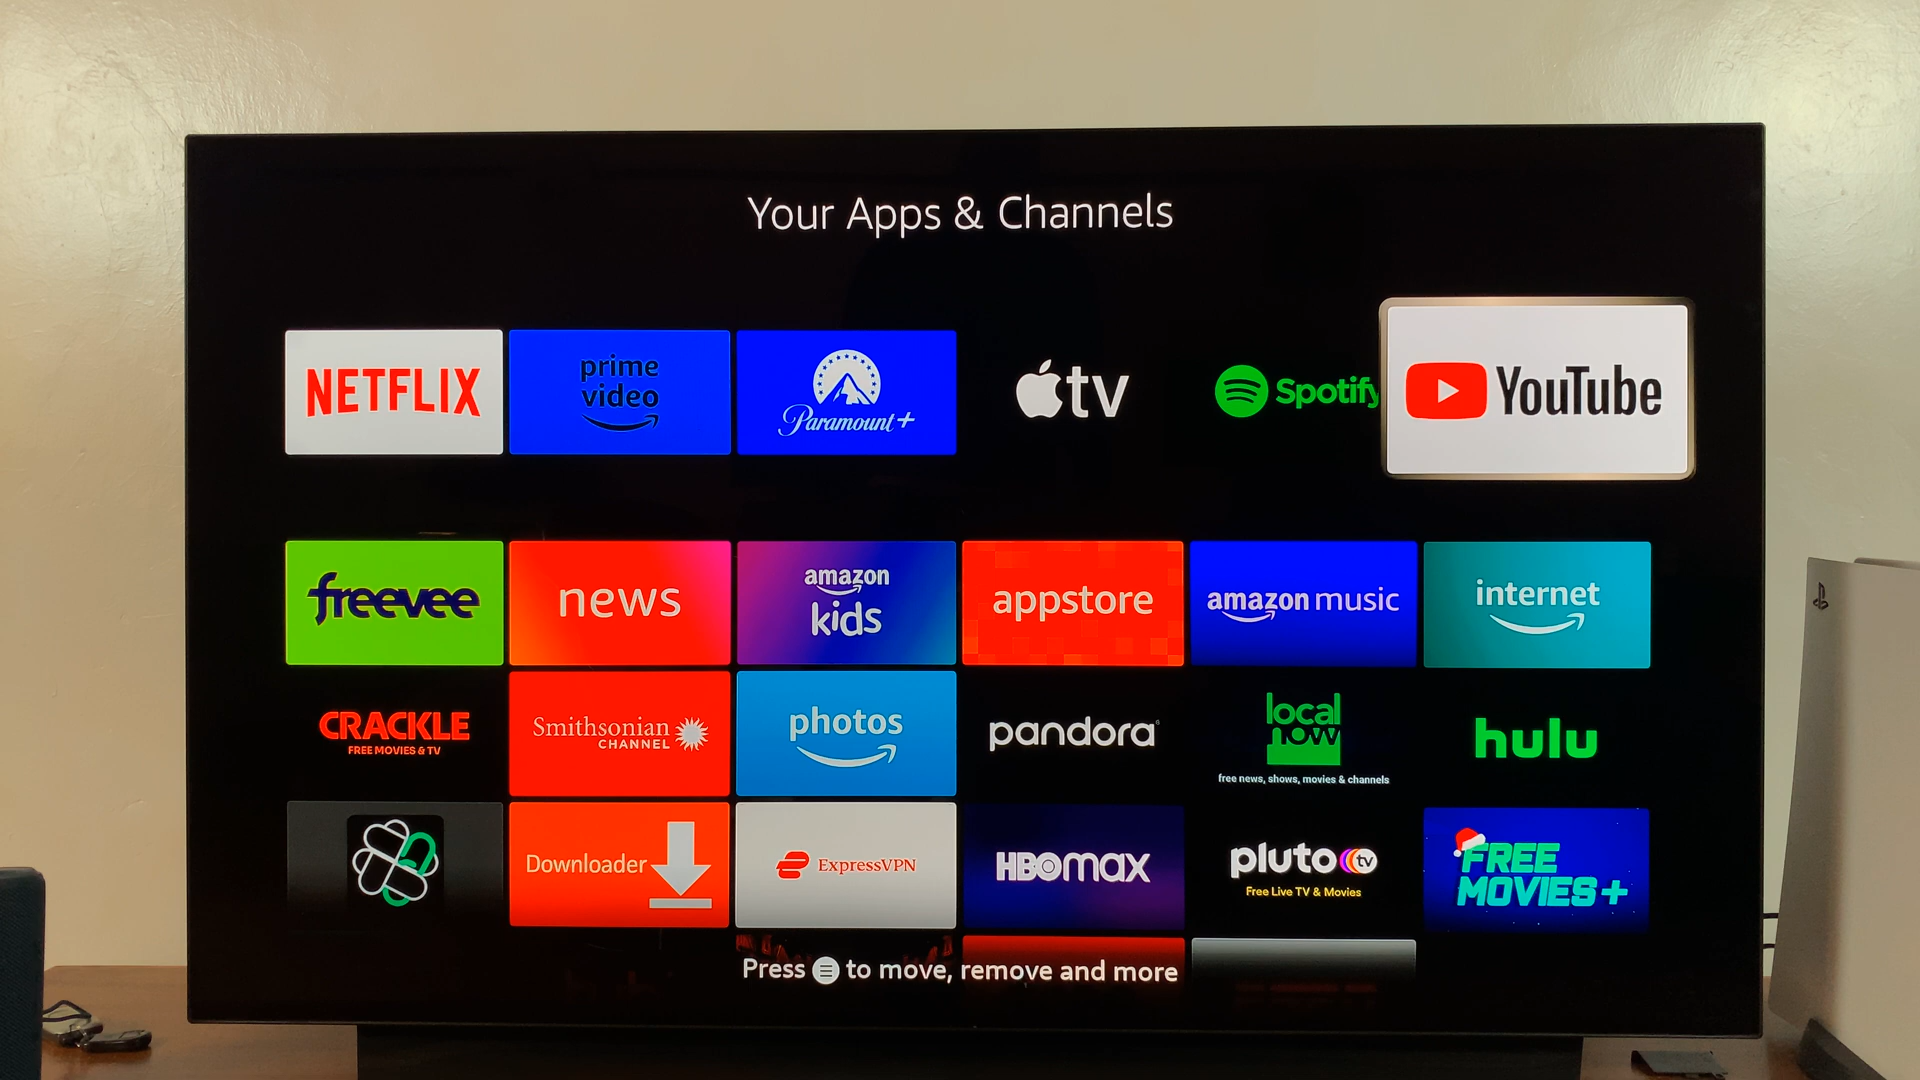 Your Apps & Channels
NETFLIX
prime
video
Paramount+
tv
Spotify
YouTube
freevee
news
amazon
kids
appstore
amazon music
internet
CRACKLE
FREE MOVIES & TV
Smithsonian
CHANNEL
photos
pandora
local
now
free news, shows, movies & channels
hulu
Downloader
ExpressVPN
HBOMAX
pluto tv
Free Live TV & Movies
FREE
MOVIES+
Press to move, remove and more